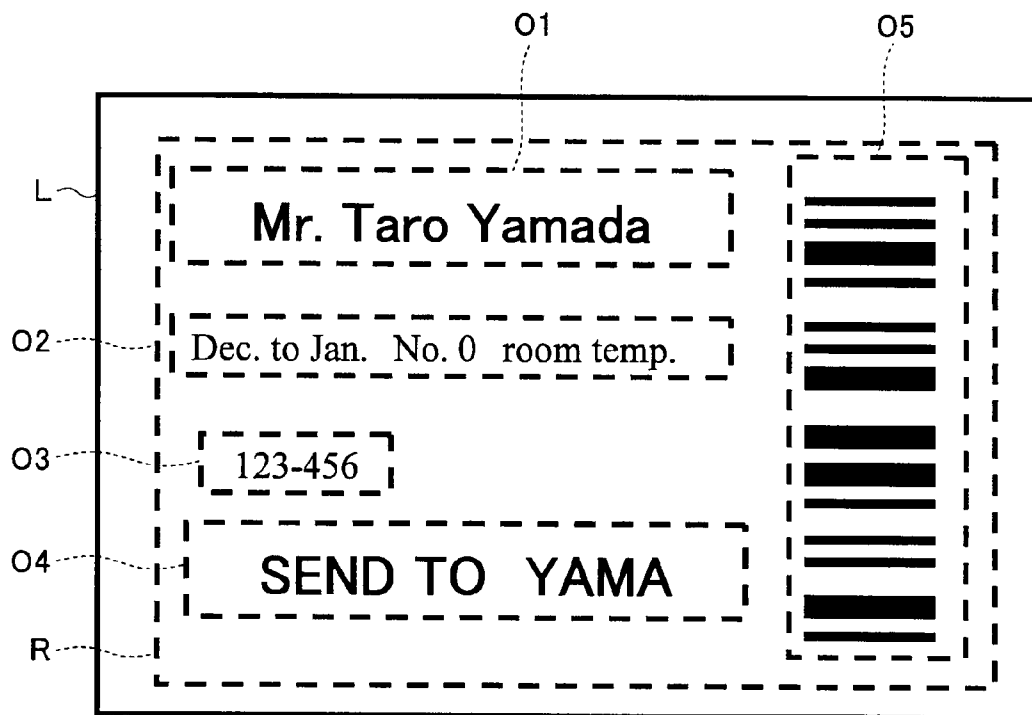 O1 O5
L
Mr. Taro Yamada
O2
Dec. to Jan. No. 0 room temp.
O3
123-456
O4
SEND TO YAMA
R